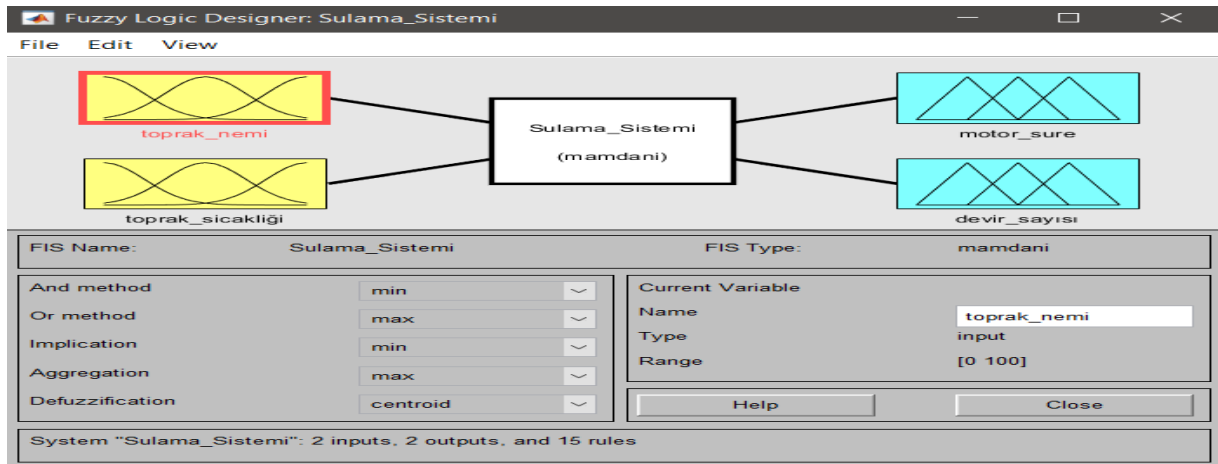 Fuzzy Logic Designer: Sulama_Sistemi
File Edit View
toprak_nemi
toprak_sicakliği
Sulama_Sistemi
(mamdani)
motor_sure
devir_sayısı
FIS Name: Sulama_Sistemi FIS Type: mamdani
And method min
Or method max
Implication min
Aggregation max
Defuzzification centroid
Current Variable
Name toprak_nemi
Type input
Range [0 100]
Help Close
System "Sulama_Sistemi": 2 inputs, 2 outputs, and 15 rules